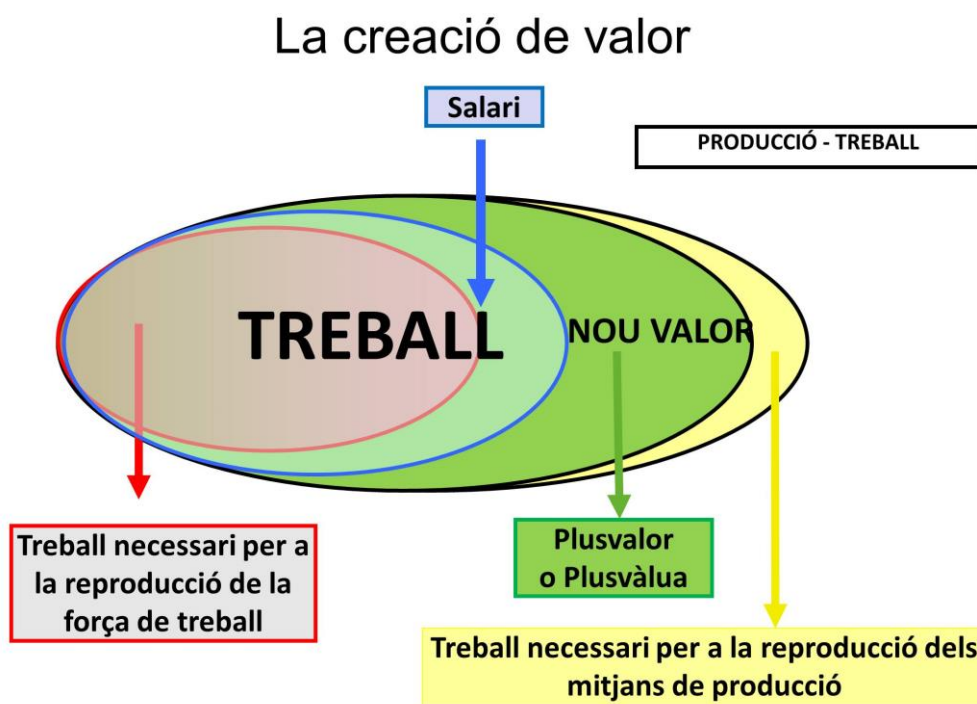 La creació de valor
Salari
PRODUCCIÓ - TREBALL
TREBALL
NOU VALOR
Treball necessari per a
la reproducció de la
força de treball
Plusvalor
o Plusvàlua
Treball necessari per a la reproducció dels
mitjans de producció